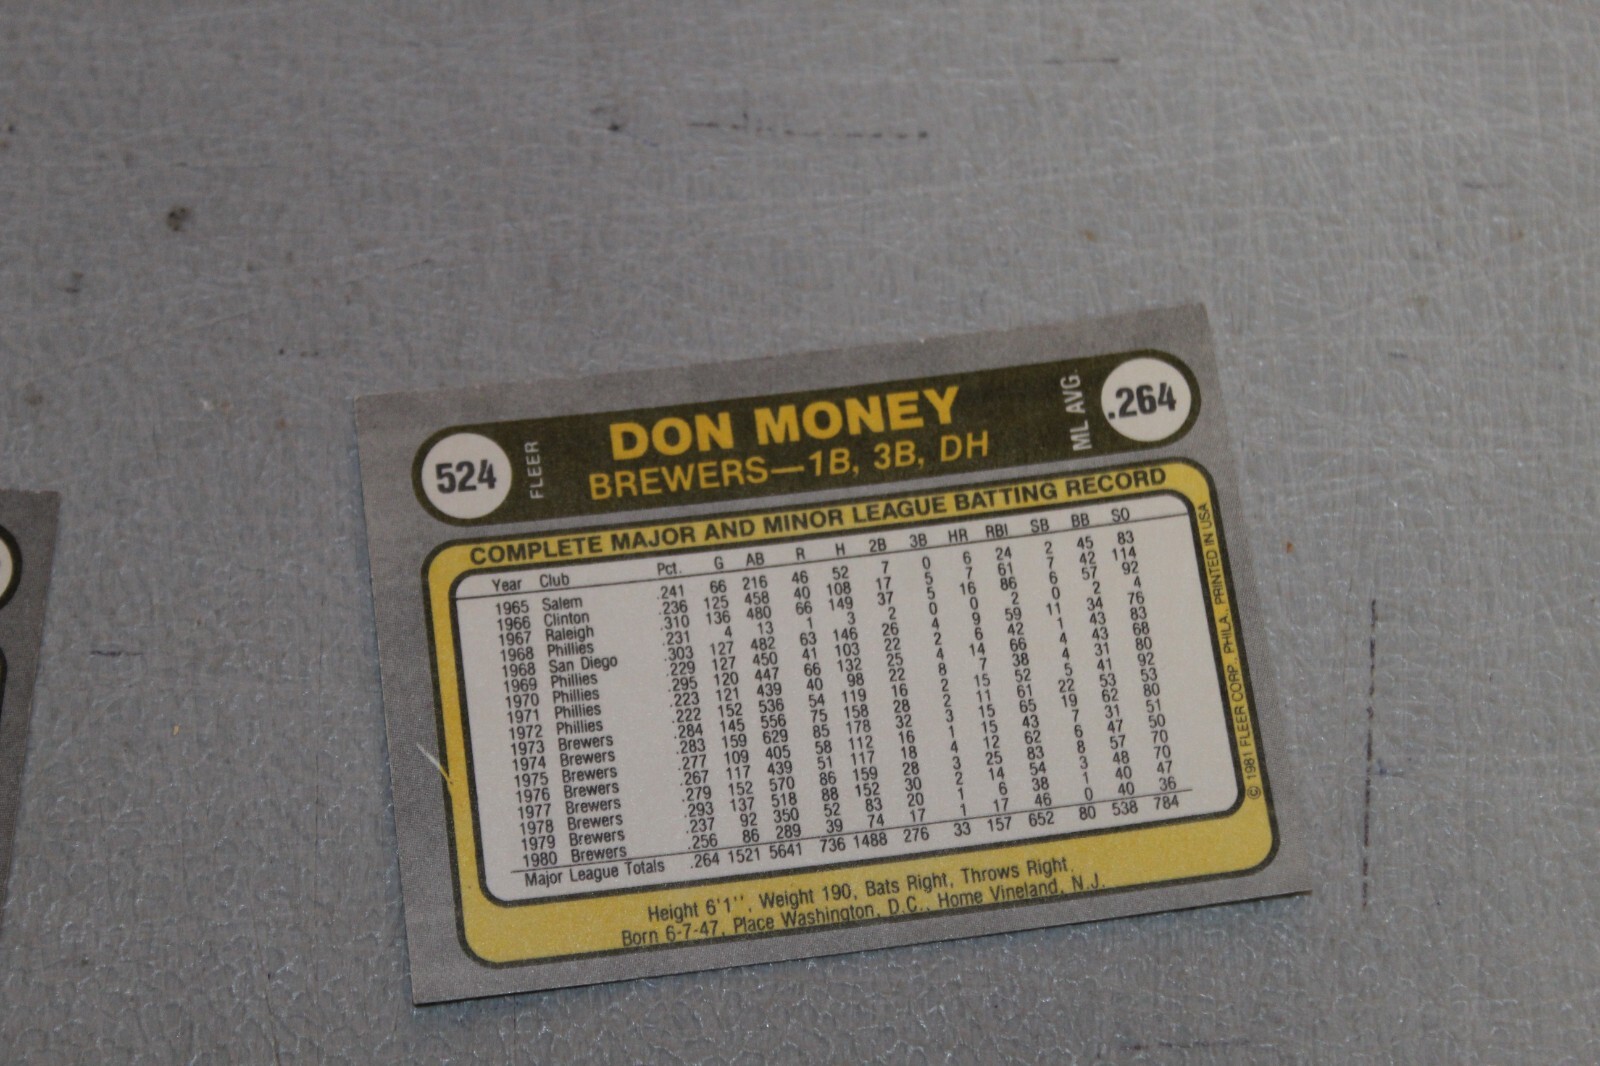 524 FLEER DON MONEY ML AVG. .264
BREWERS—1B, 3B, DH
COMPLETE MAJOR AND MINOR LEAGUE BATTING RECORD
Year Club Pct. G AB R H 2B 3B HR RBI SB BB SO
1965 Salem .241 66 216 46 52 7 0 6 24 2 45 83
1966 Clinton .236 125 458 40 108 17 5 7 61 7 42 114
1967 Raleigh .310 136 480 66 149 37 5 16 86 6 57 92
1968 Phillies .231 4 13 1 3 2 0 0 2 0 2 4
1968 San Diego .303 127 482 63 146 26 4 9 59 11 34 76
1969 Phillies .229 127 450 41 103 22 2 6 42 1 43 83
1970 Phillies .295 120 447 66 132 25 4 14 66 4 43 68
1971 Phillies .223 121 439 40 98 22 8 7 38 4 31 80
1972 Phillies .222 152 536 54 119 16 2 15 52 5 41 92
1973 Brewers .284 145 556 75 158 28 2 11 61 22 53 53
1974 Brewers .283 159 629 85 178 32 3 15 65 19 62 80
1975 Brewers .277 109 405 58 112 16 1 15 43 7 31 51
1976 Brewers .267 117 439 51 117 18 4 12 62 6 47 50
1977 Brewers .279 152 570 86 159 28 3 25 83 8 57 70
1978 Brewers .293 137 518 88 152 30 2 14 54 3 48 70
1979 Brewers .237 92 350 52 83 20 1 6 38 1 40 47
1980 Brewers .256 86 289 39 74 17 1 17 46 0 40 36
Major League Totals .264 1521 5641 736 1488 276 33 157 652 80 538 784
Height 6'1'', Weight 190, Bats Right, Throws Right
Born 6-7-47, Place Washington, D.C., Home Vineland, N.J.
© 1981 FLEER CORP., PHILA., PRINTED IN USA